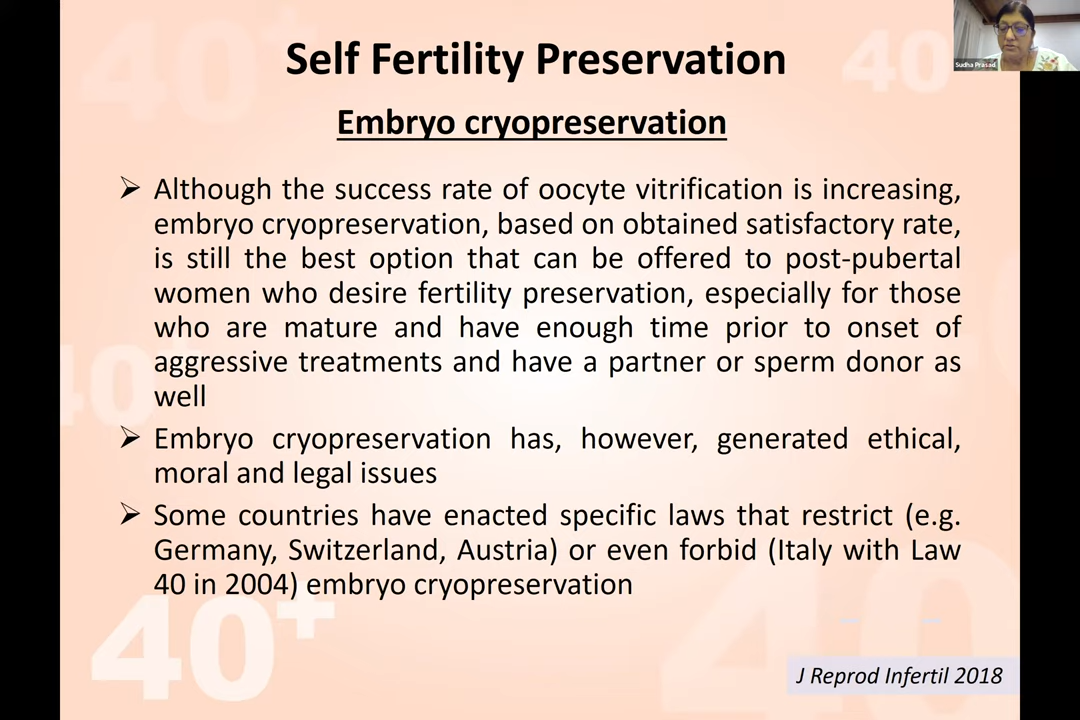 Self Fertility Preservation
Sudha Prasad
Embryo cryopreservation
➢ Although the success rate of oocyte vitrification is increasing,
embryo cryopreservation, based on obtained satisfactory rate,
is still the best option that can be offered to post-pubertal
women who desire fertility preservation, especially for those
who are mature and have enough time prior to onset of
aggressive treatments and have a partner or sperm donor as
well
➢ Embryo cryopreservation has, however, generated ethical,
moral and legal issues
➢ Some countries have enacted specific laws that restrict (e.g.
Germany, Switzerland, Austria) or even forbid (Italy with Law
40 in 2004) embryo cryopreservation
J Reprod Infertil 2018
40+
40+
40
40
40